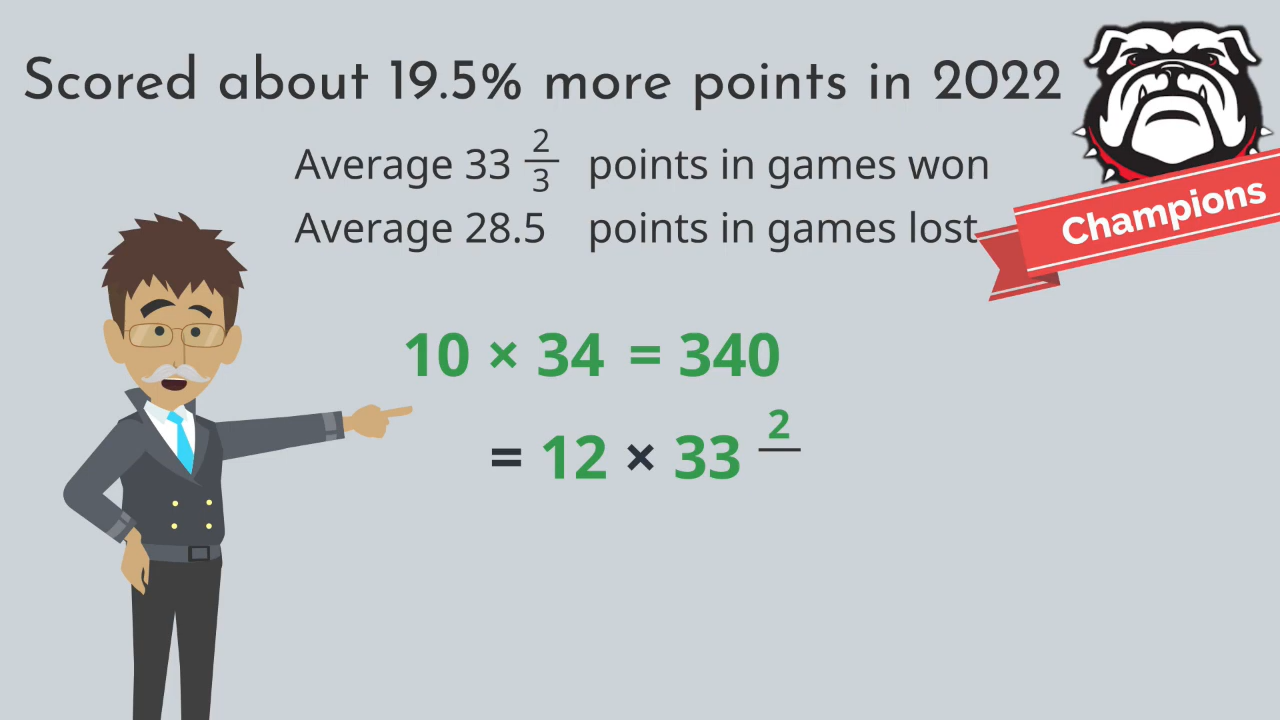 Scored about 19.5% more points in 2022
Average 33 2/3 points in games won
Average 28.5 points in games lost
Champions
10 × 34 = 340
= 12 × 33 2/